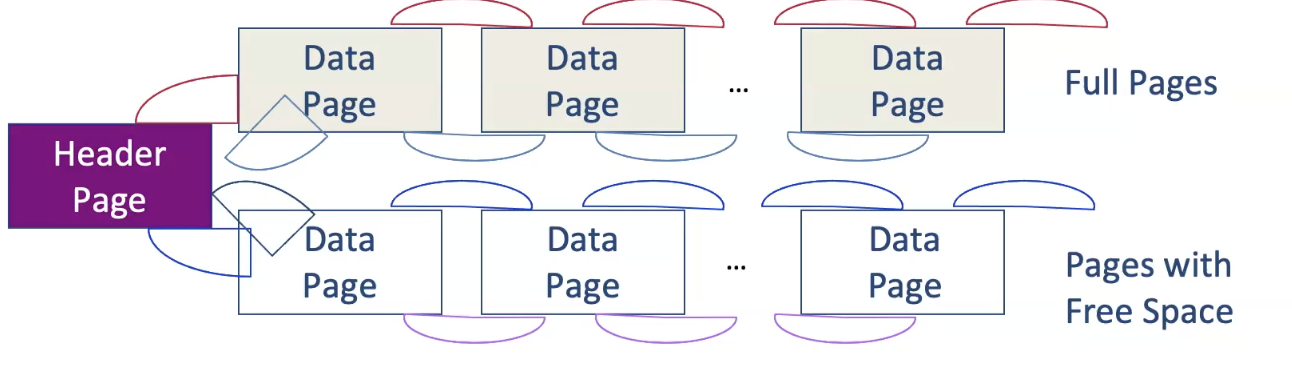 Data
Page
Data
Page
...
Data
Page
Full Pages
Header
Page
Data
Page
Data
Page
...
Data
Page
Pages with
Free Space